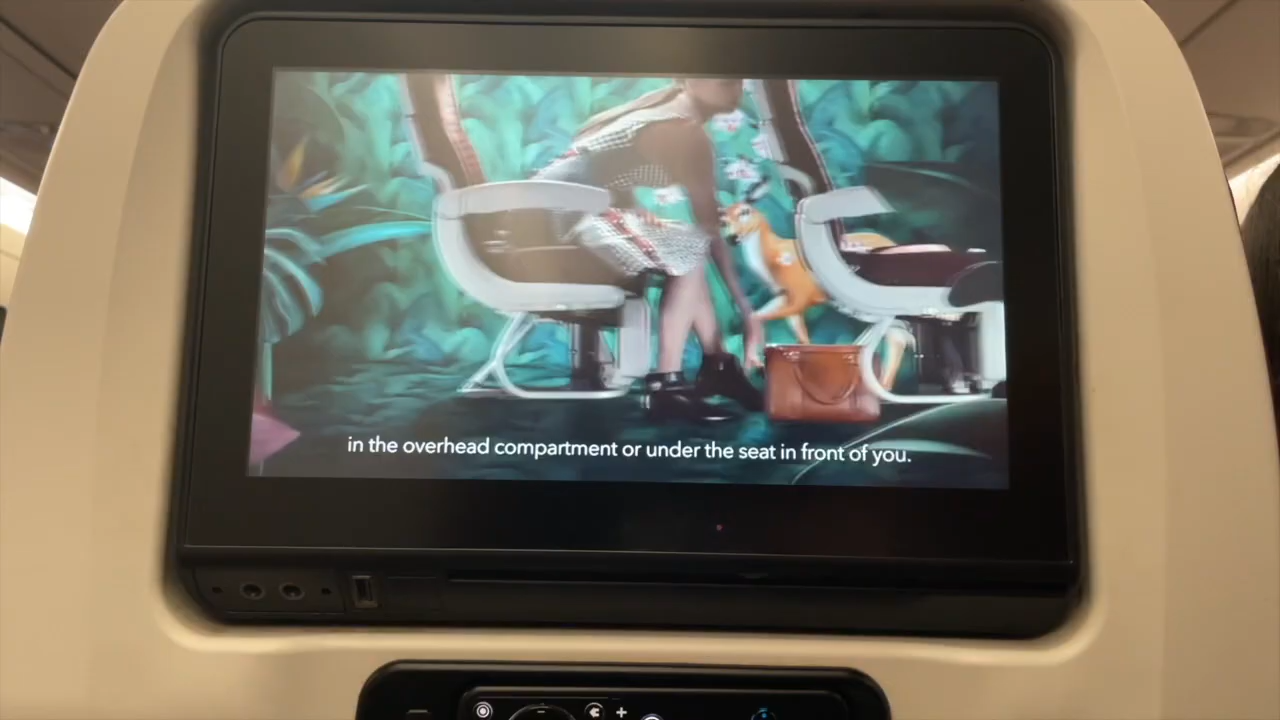 in the overhead compartment or under the seat in front of you.